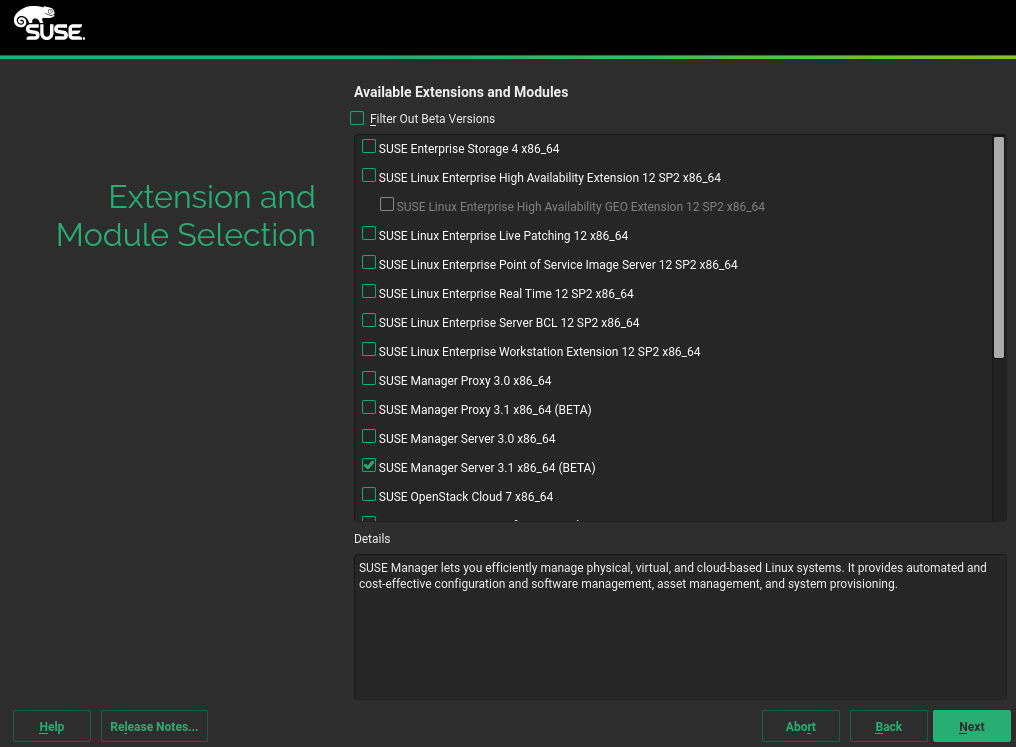 SUSE.
Available Extensions and Modules
Filter Out Beta Versions
Extension and
Module Selection
SUSE Enterprise Storage 4 x86_64
SUSE Linux Enterprise High Availability Extension 12 SP2 x86_64
SUSE Linux Enterprise High Availability GEO Extension 12 SP2 x86_64
SUSE Linux Enterprise Live Patching 12 x86_64
SUSE Linux Enterprise Point of Service Image Server 12 SP2 x86_64
SUSE Linux Enterprise Real Time 12 SP2 x86_64
SUSE Linux Enterprise Server BCL 12 SP2 x86_64
SUSE Linux Enterprise Workstation Extension 12 SP2 x86_64
SUSE Manager Proxy 3.0 x86_64
SUSE Manager Proxy 3.1 x86_64 (BETA)
SUSE Manager Server 3.0 x86_64
SUSE Manager Server 3.1 x86_64 (BETA)
SUSE OpenStack Cloud 7 x86_64
Details
SUSE Manager lets you efficiently manage physical, virtual, and cloud-based Linux systems. It provides automated and
cost-effective configuration and software management, asset management, and system provisioning.
Help
Release Notes...
Abort
Back
Next